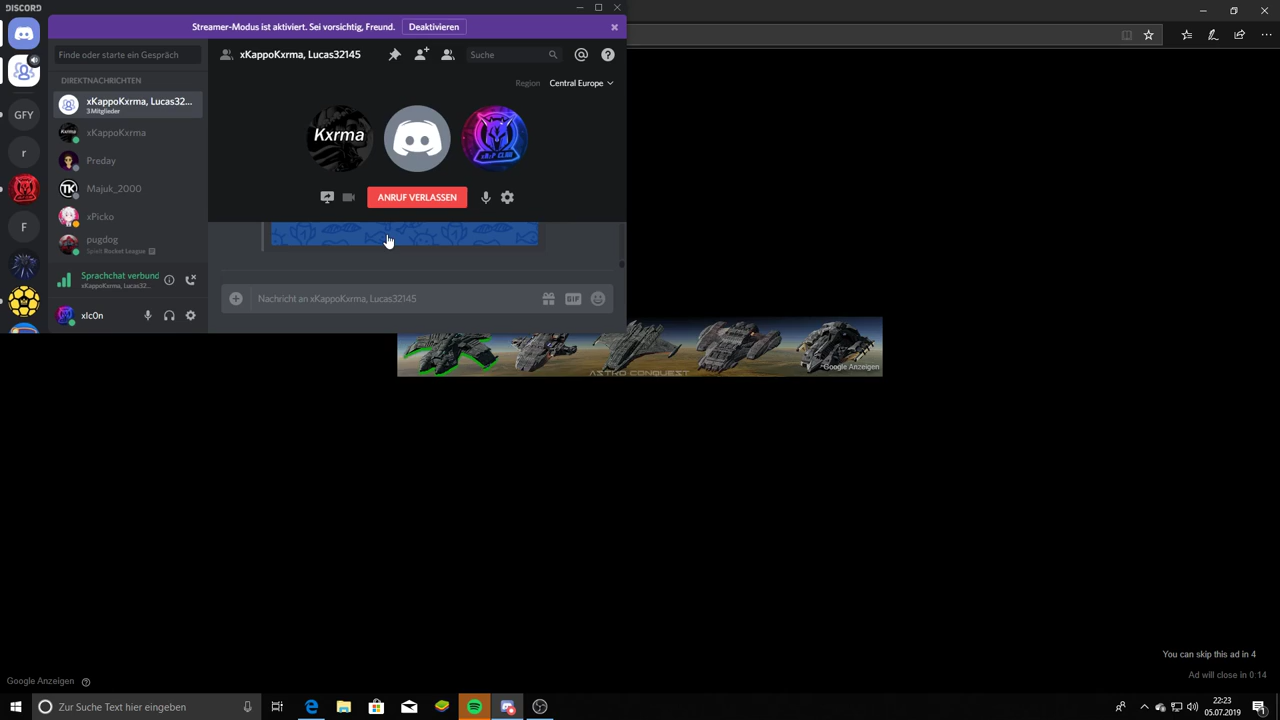 DISCORD
Streamer-Modus ist aktiviert. Sei vorsichtig, Freund.
Deaktivieren
Finde oder starte ein Gespräch
xKappoKxrma, Lucas32145
Suche
Region
Central Europe
DIREKTNACHRICHTEN
xKappoKxrma, Lucas32...
3 Mitglieder
xKappoKxrma
Preday
Majuk_2000
xPicko
pugdog
Spielt Rocket League
GFY
r
F
Kxrma
ANRUF VERLASSEN
Sprachchat verbund
xKappoKxrma, Lucas32...
xIc0n
Nachricht an xKappoKxrma, Lucas32145
GIF
ASTRO CONQUEST
Google Anzeigen
You can skip this ad in 4
Ad will close in 0:14
Google Anzeigen
Zur Suche Text hier eingeben
22:23
05.07.2019